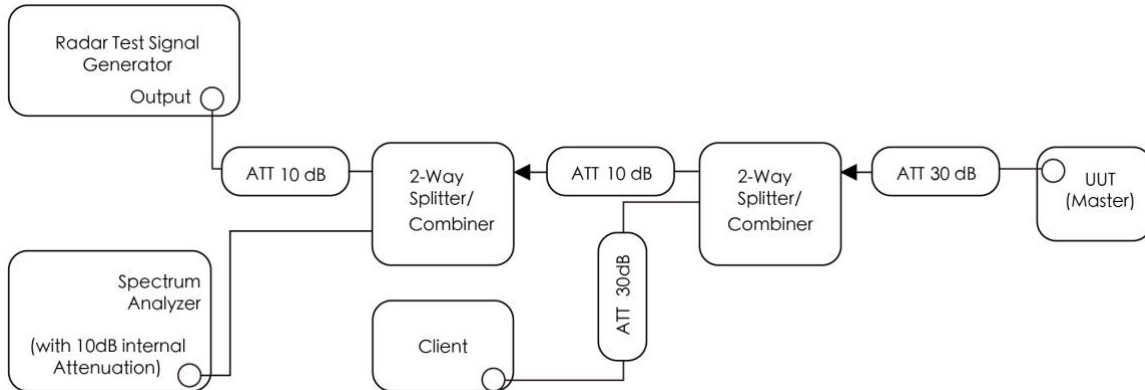 Radar Test Signal
Generator
Output
ATT 10 dB
2-Way
Splitter/
Combiner
ATT 10 dB
2-Way
Splitter/
Combiner
ATT 30 dB
UUT
(Master)
Spectrum
Analyzer
(with 10dB internal
Attenuation)
Client
ATT 30dB